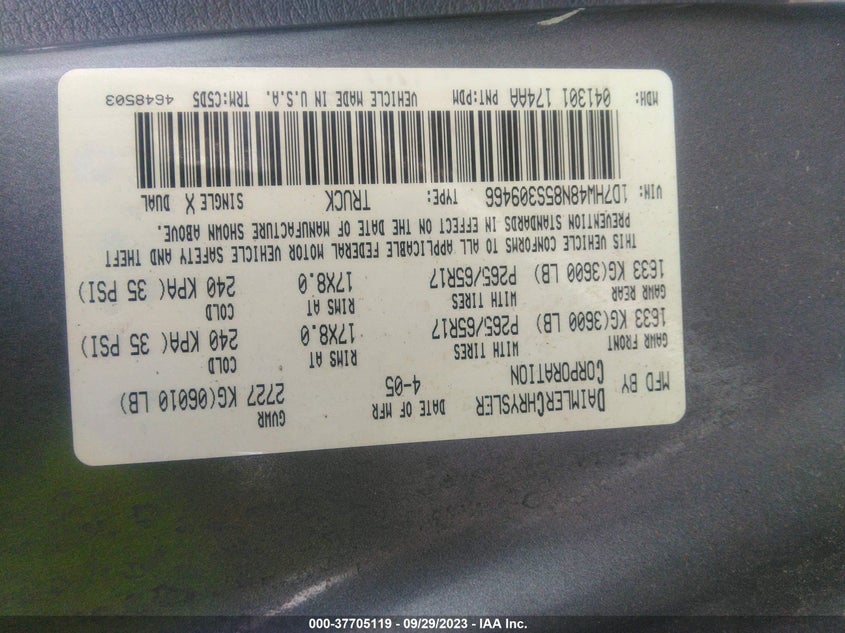 MFD BY DAIMLERCHRYSLER CORPORATION DATE OF MFR 4-05 GVWR 2727 KG(06010 LB)
GAWR FRONT WITH TIRES RIMS AT COLD
1633 KG(3600 LB) P265/65R17 17X8.0 240 KPA( 35 PSI)
GAWR REAR WITH TIRES RIMS AT COLD
1633 KG(3600 LB) P265/65R17 17X8.0 240 KPA( 35 PSI)
THIS VEHICLE CONFORMS TO ALL APPLICABLE FEDERAL MOTOR VEHICLE SAFETY AND THEFT
PREVENTION STANDARDS IN EFFECT ON THE DATE OF MANUFACTURE SHOWN ABOVE.
VIN: 1D7HW48N85S309466 TYPE: TRUCK SINGLE X DUAL
MDH: 041301 174AA PNT:PDM VEHICLE MADE IN U.S.A. TRM:C5D5 4648503
000-37705119 - 09/29/2023 - IAA Inc.